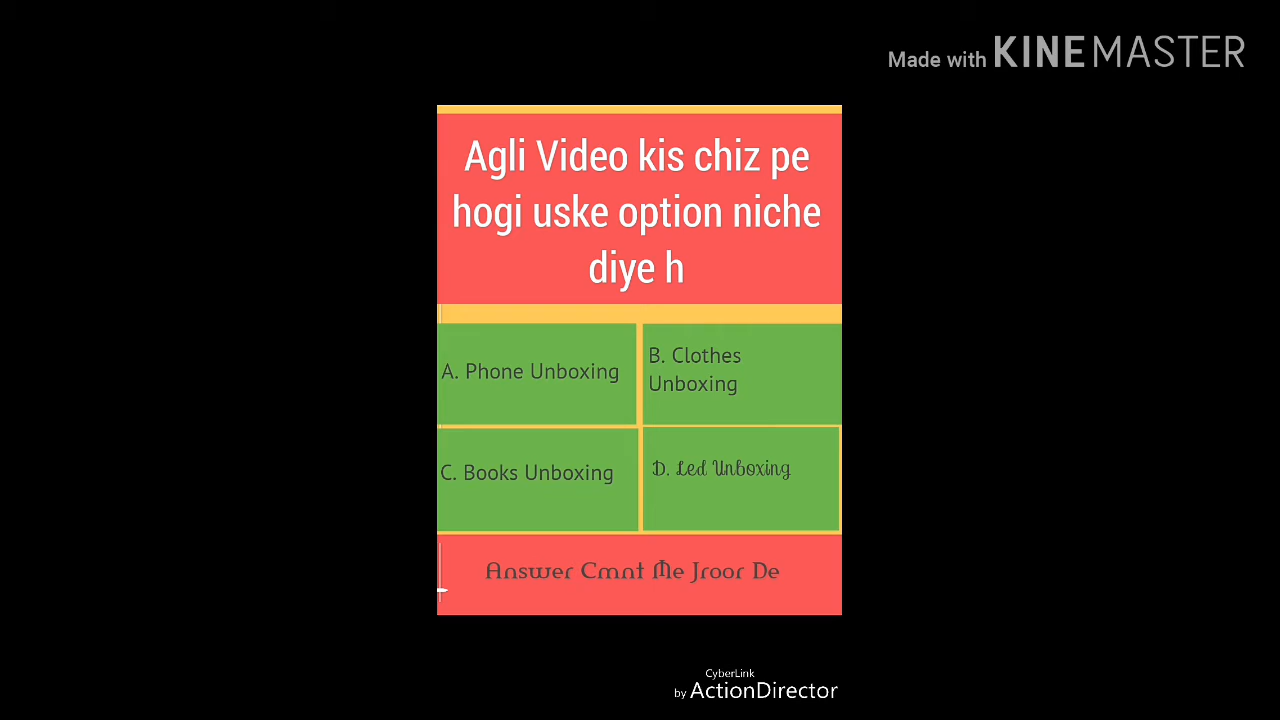 Made with KINEMASTER
Agli Video kis chiz pe
hogi uske option niche
diye h
A. Phone Unboxing
B. Clothes
Unboxing
C. Books Unboxing
D. Led Unboxing
Answer Cmnt Me Jroor De
CyberLink
by ActionDirector